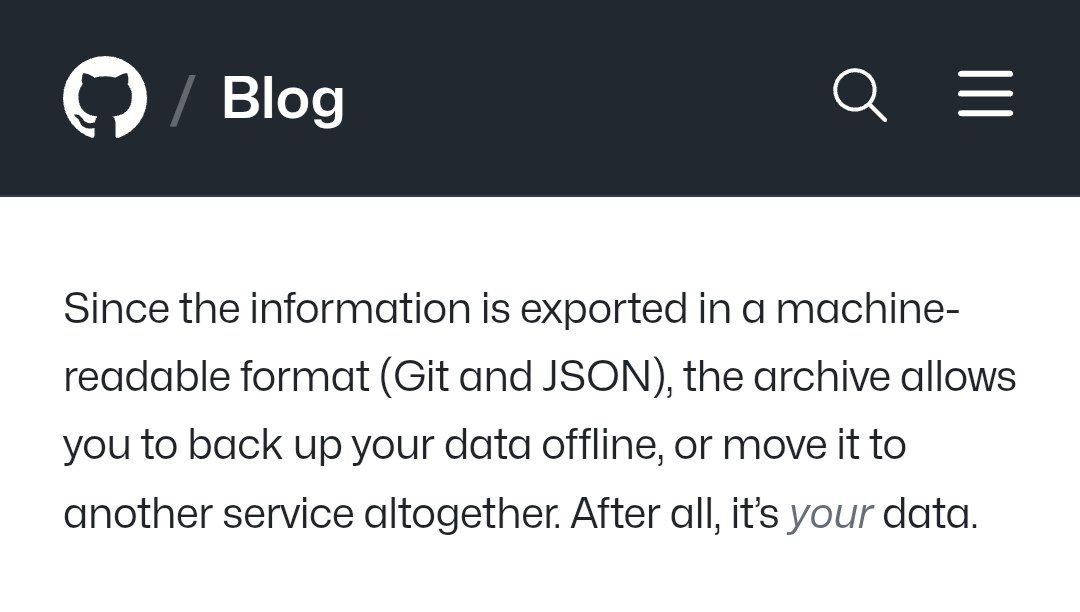 / Blog
Since the information is exported in a machine-
readable format (Git and JSON), the archive allows
you to back up your data offline, or move it to
another service altogether. After all, it’s your data.